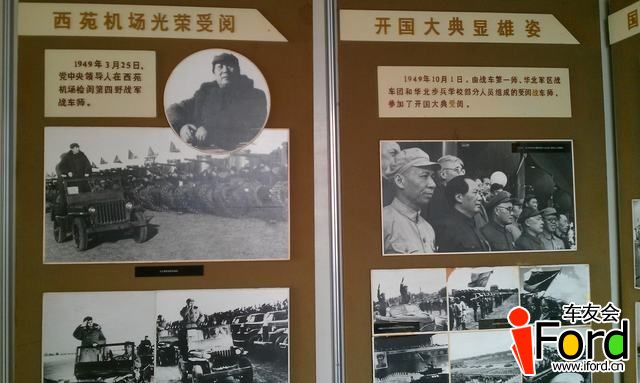 西苑机场光荣受阅
1949年3月25日，
党中央领导人在西苑
机场检阅第四野战军
战车师。
开国大典显雄姿
1949年10月1日，由战车第一师、华北军区战
车团和华北步兵学校部分人员组成的受阅战车师，
参加了开国大典受阅。
国
车友会
iFord
www.iford.cn